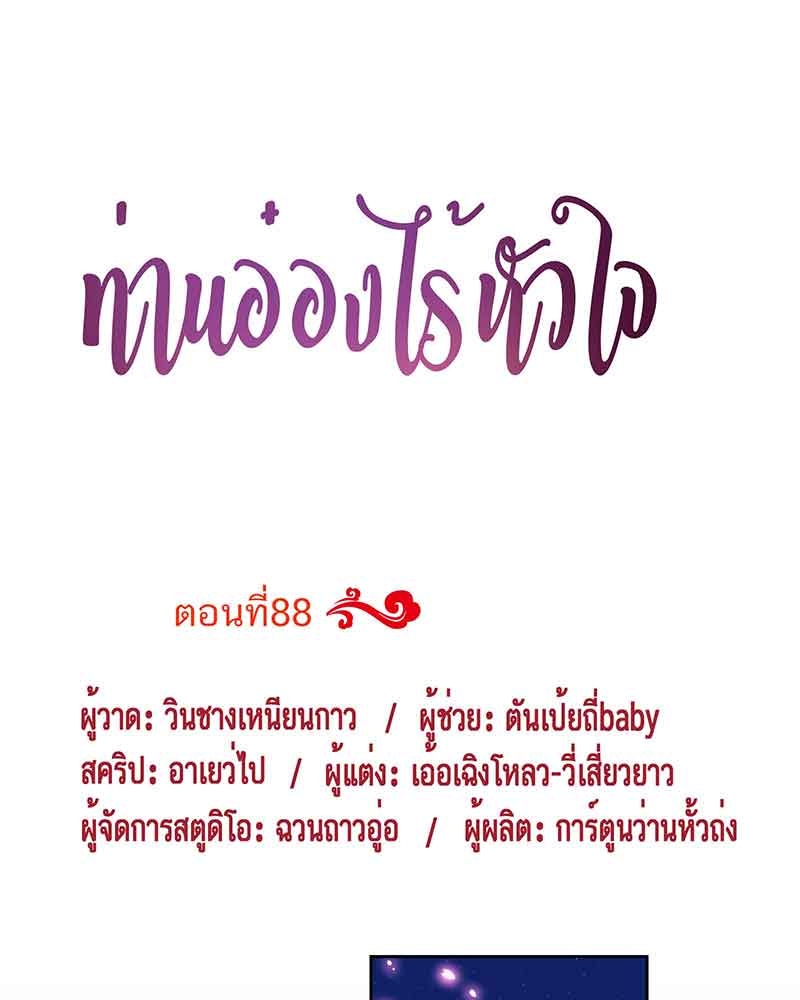 ท่านอ๋องไร้หัวใจ
ตอนที่88
ผู้วาด: วินชางเหนียนกาว / ผู้ช่วย: ตันเป้ยถี่baby
สคริป: อาเยว่ไป / ผู้แต่ง: เอ้อเฉิงโหลว-วี่เสี่ยวยาว
ผู้จัดการสตูดิโอ: ฉวนถาวอู่อ / ผู้ผลิต: การ์ตูนว่านหั้วถ่ง